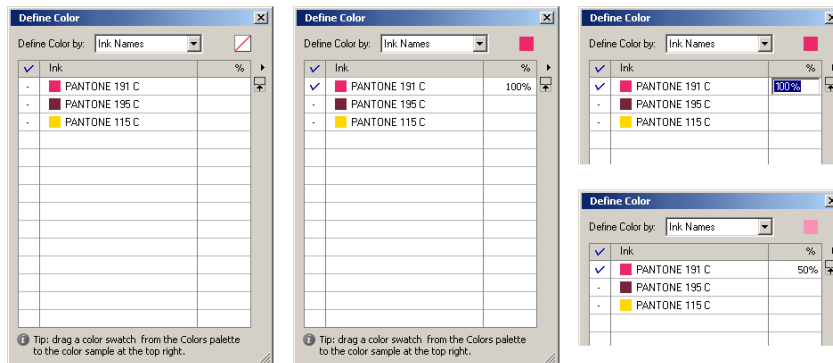 Define Color
Define Color by: Ink Names
Ink %
PANTONE 191 C
PANTONE 195 C
PANTONE 115 C
Tip: drag a color swatch from the Colors palette
to the color sample at the top right.
Define Color
Define Color by: Ink Names
Ink %
PANTONE 191 C 100%
PANTONE 195 C
PANTONE 115 C
Tip: drag a color swatch from the Colors palette
to the color sample at the top right.
Define Color
Define Color by: Ink Names
Ink %
PANTONE 191 C 100%
PANTONE 195 C
PANTONE 115 C
Define Color
Define Color by: Ink Names
Ink %
PANTONE 191 C 50%
PANTONE 195 C
PANTONE 115 C